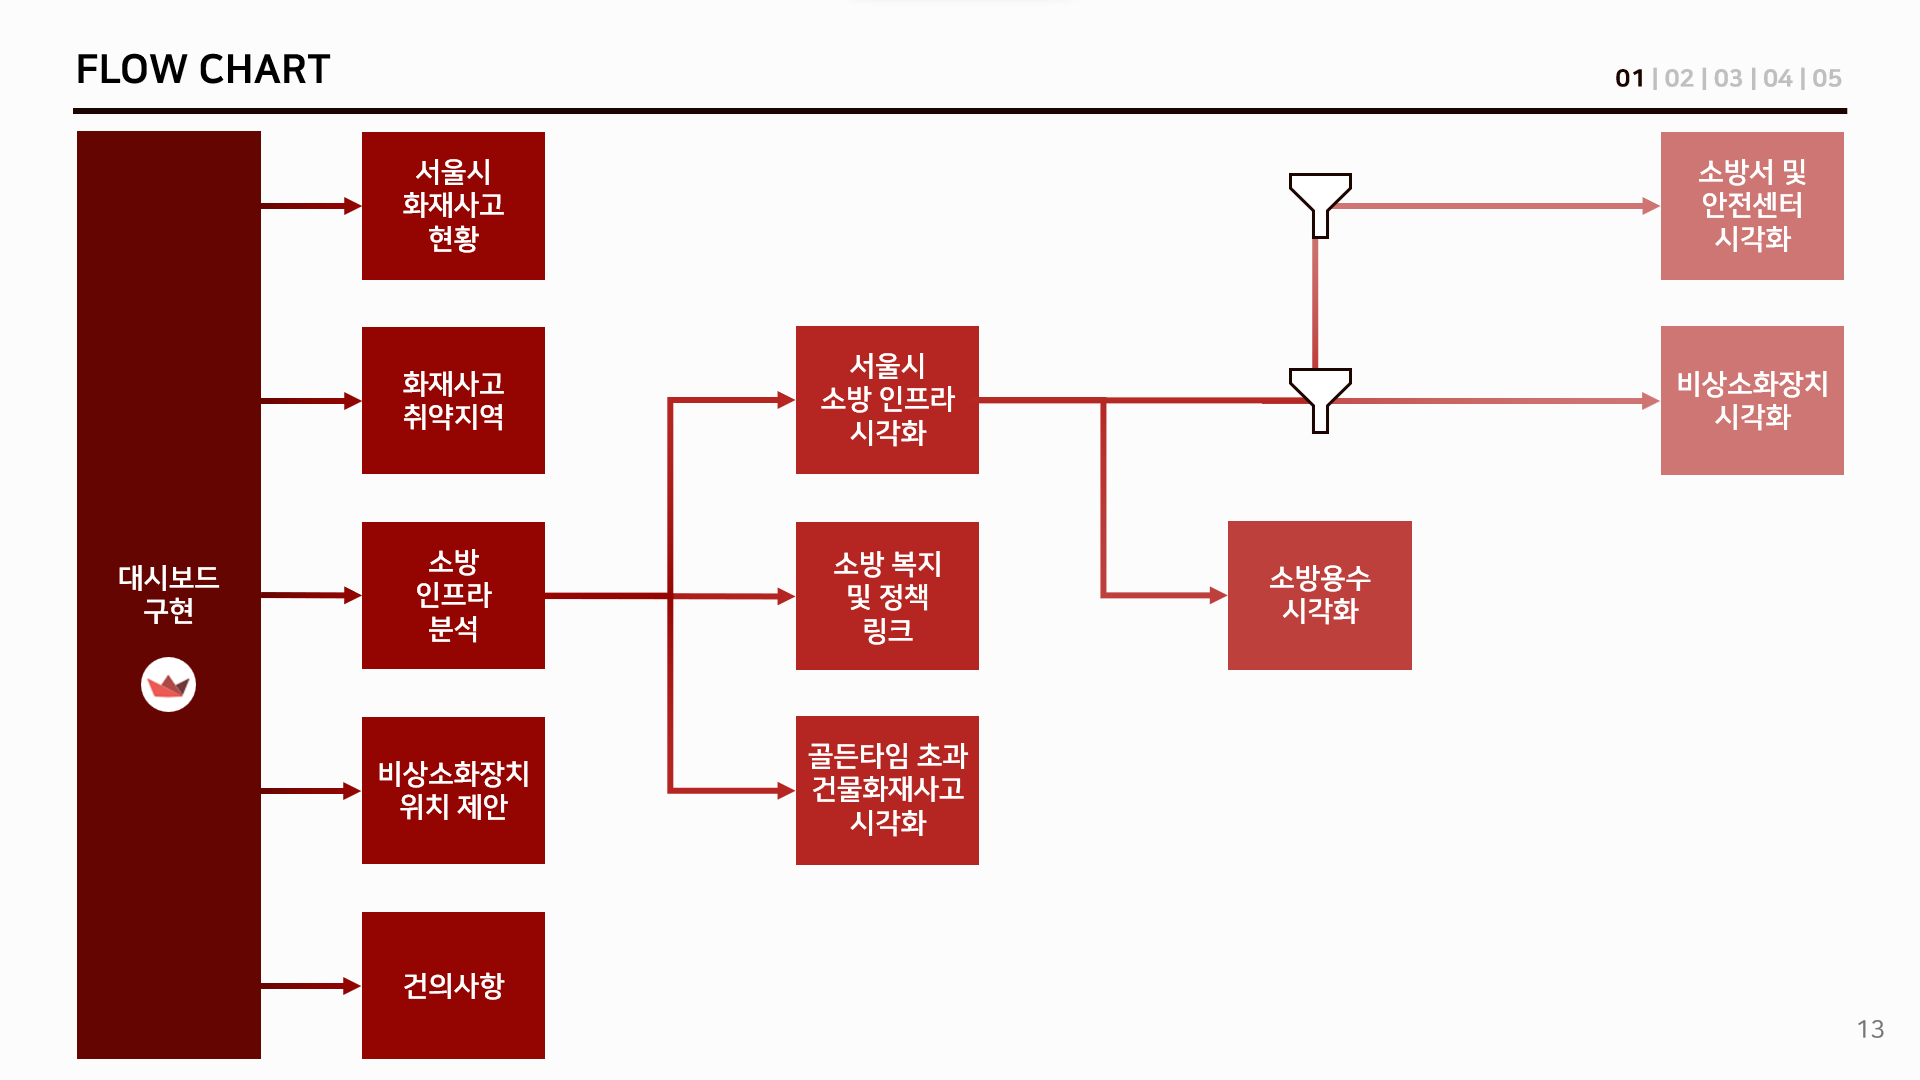 FLOW CHART
01 | 02 | 03 | 04 | 05
대시보드
구현
서울시
화재사고
현황
화재사고
취약지역
소방
인프라
분석
비상소화장치
위치 제안
건의사항
서울시
소방 인프라
시각화
소방 복지
및 정책
링크
골든타임 초과
건물화재사고
시각화
소방용수
시각화
소방서 및
안전센터
시각화
비상소화장치
시각화
13